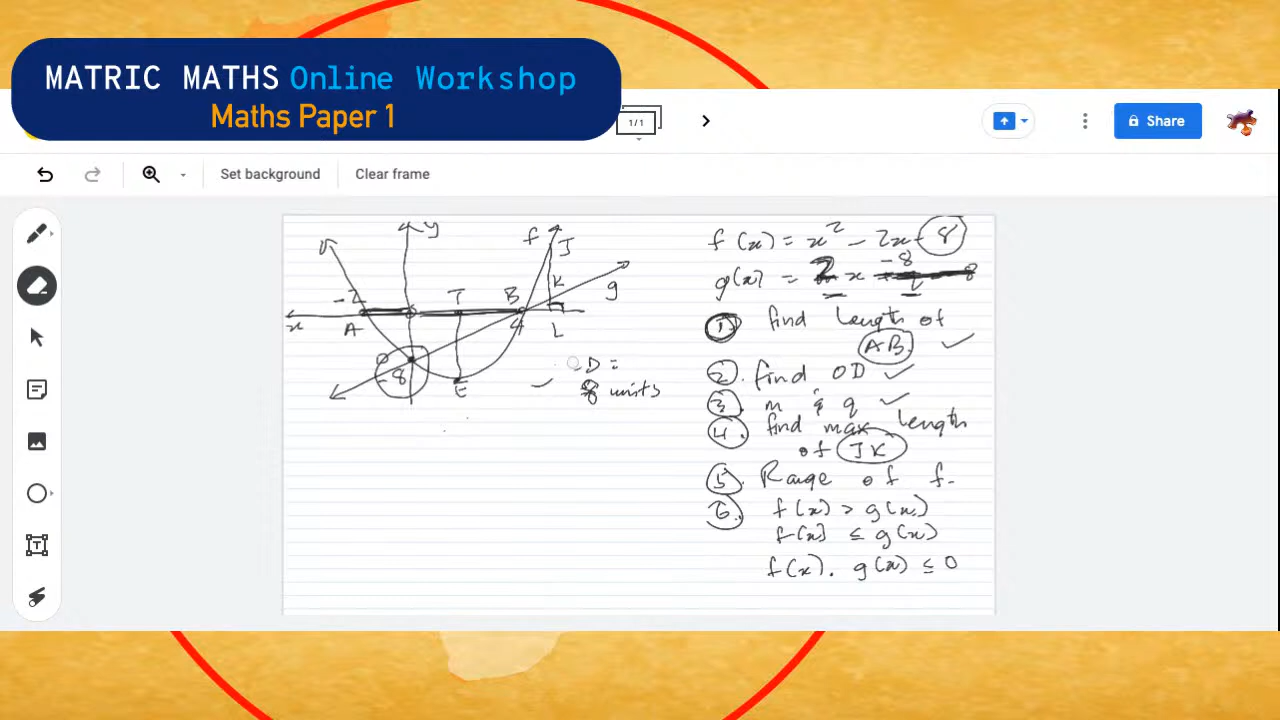 MATRIC MATHS Online Workshop
Maths Paper 1
1/1
Share
Set background
Clear frame
y
f
J
K
g
-2
T
B
x
A
4
L
D
-8
E
OD =
8 units
f(x) = x² - 2x - 8
g(x) = 2x - 8
① find length of
AB.
②. find OD
③. m & q
④. find max length
of JK
⑤. Range of f.
⑥. f(x) > g(x)
f(x) ≤ g(x)
f(x). g(x) ≤ 0